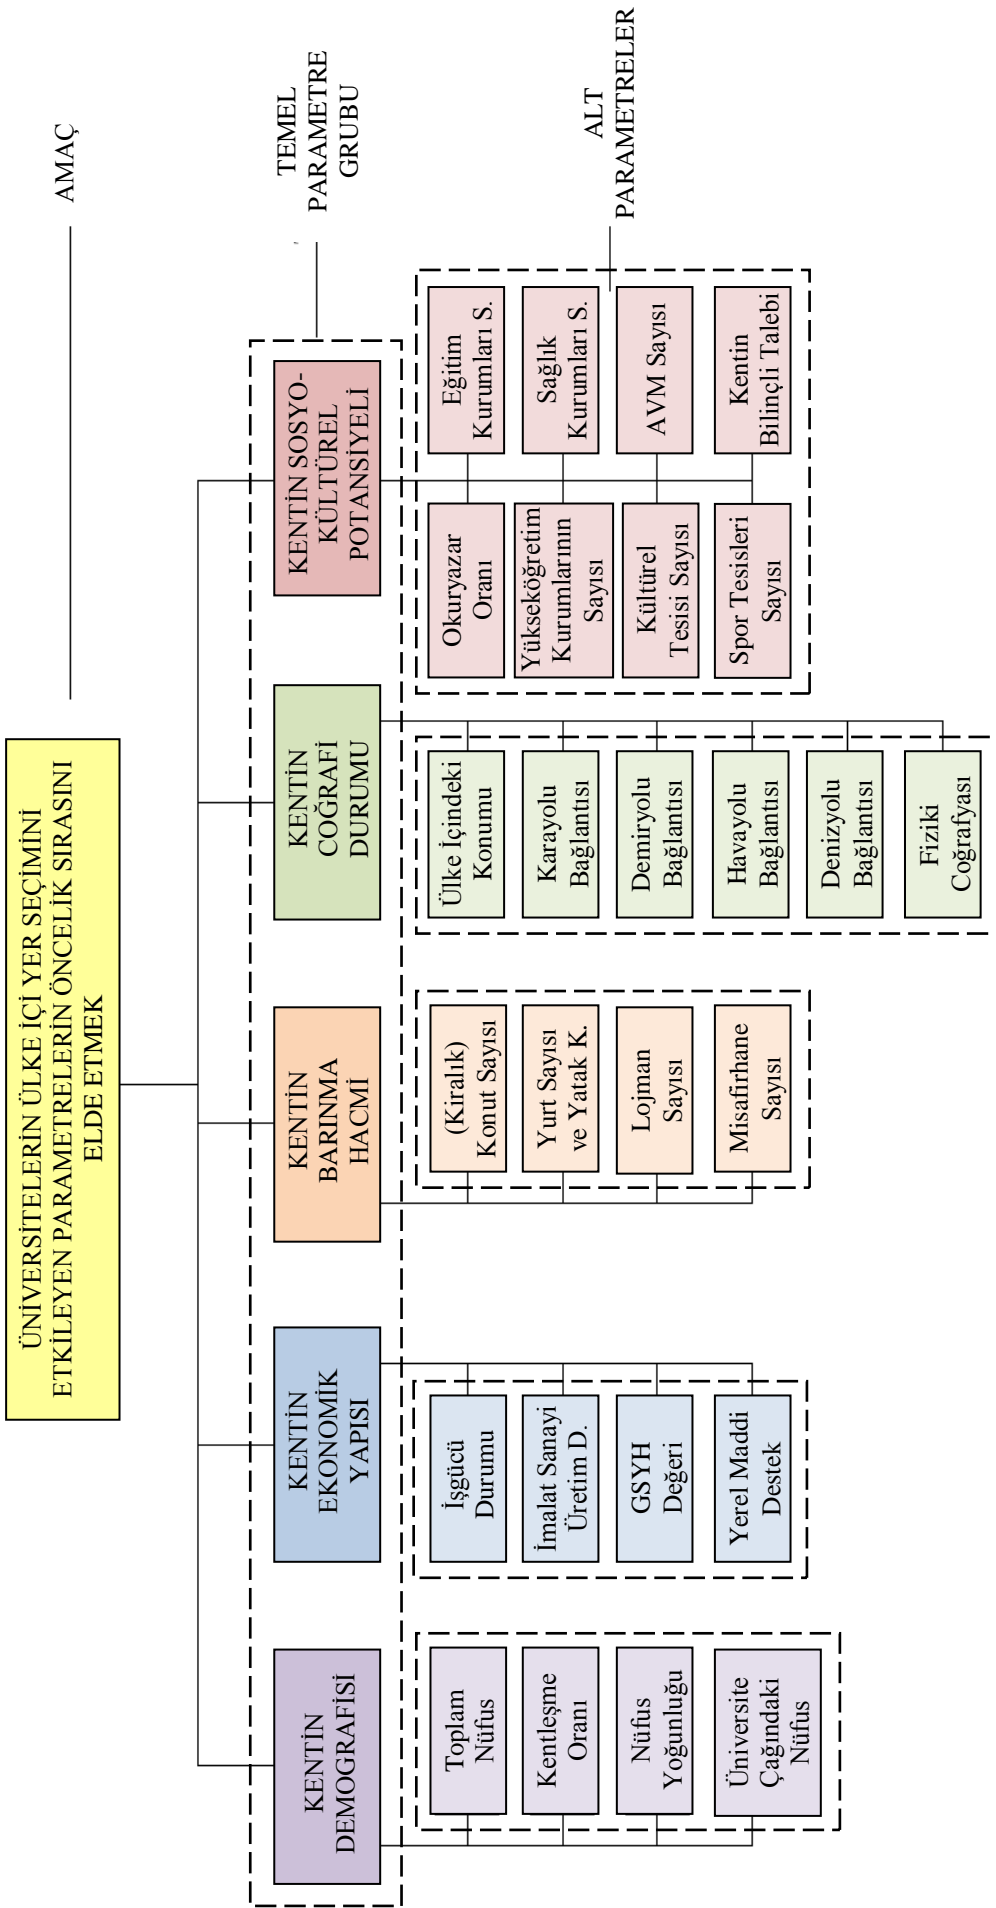 ÜNİVERSİTELERİN ÜLKE İÇİ YER SEÇİMİNİ
ETKİLEYEN PARAMETRELERİN ÖNCELİK SIRASINI
ELDE ETMEK
AMAÇ
KENTİN
DEMOGRAFİSİ
KENTİN
EKONOMİK
YAPISI
KENTİN
BARINMA
HACMİ
KENTİN
COĞRAFİ
DURUMU
KENTİN SOSYO-
KÜLTÜREL
POTANSİYELİ
TEMEL
PARAMETRE
GRUBU
Toplam
Nüfus
Kentleşme
Oranı
Nüfus
Yoğunluğu
Üniversite
Çağındaki
Nüfus
İşgücü
Durumu
İmalat Sanayi
Üretim D.
GSYH
Değeri
Yerel Maddi
Destek
(Kiralık)
Konut Sayısı
Yurt Sayısı
ve Yatak K.
Lojman
Sayısı
Misafirhane
Sayısı
Ülke İçindeki
Konumu
Karayolu
Bağlantısı
Demiryolu
Bağlantısı
Havayolu
Bağlantısı
Denizyolu
Bağlantısı
Fiziki
Coğrafyası
Okuryazar
Oranı
Yükseköğretim
Kurumlarının
Sayısı
Kültürel
Tesisi Sayısı
Spor Tesisleri
Sayısı
Eğitim
Kurumları S.
Sağlık
Kurumları S.
AVM Sayısı
Kentin
Bilinçli Talebi
ALT
PARAMETRELER